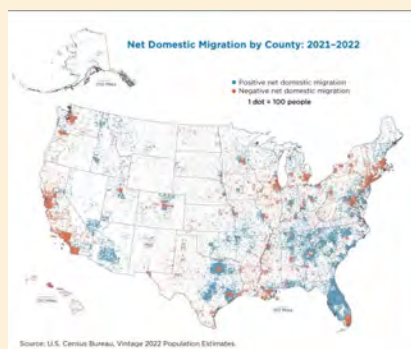 Net Domestic Migration by County: 2021–2022
Positive net domestic migration
Negative net domestic migration
1 dot = 100 people
Source: U.S. Census Bureau, Vintage 2022 Population Estimates.